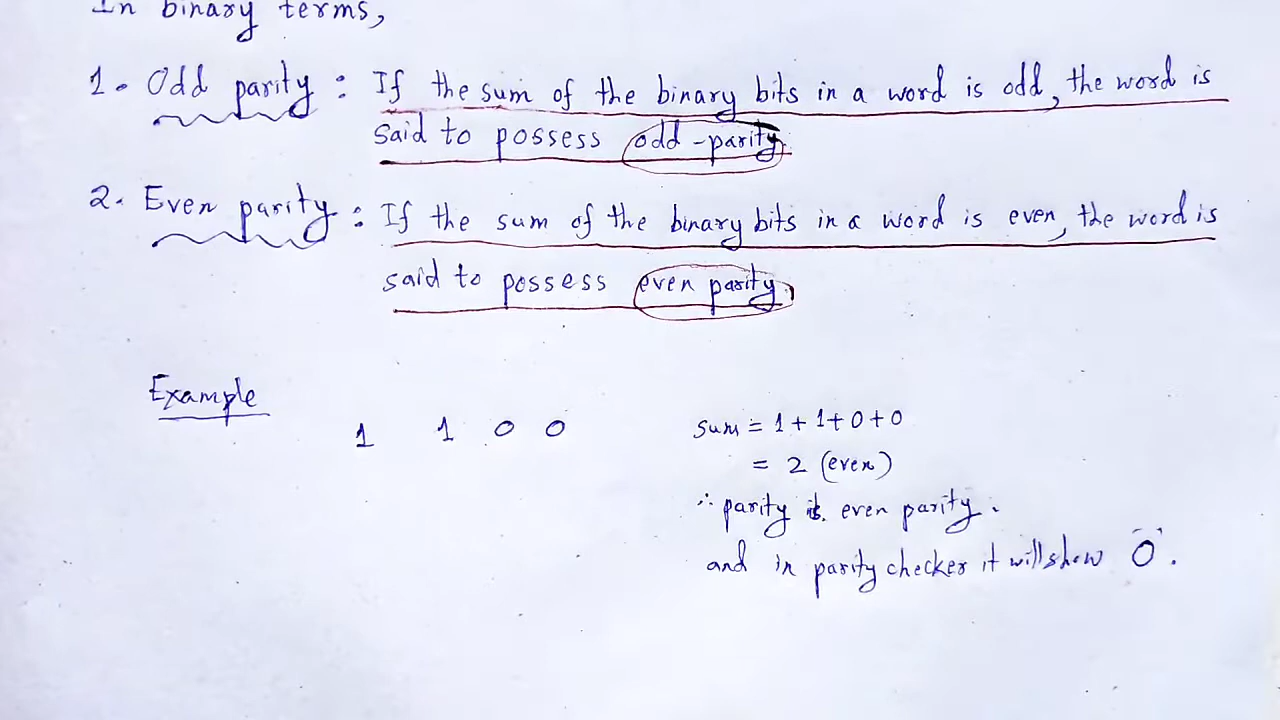 In binary terms,
1. Odd parity : If the sum of the binary bits in a word is odd, the word is
said to possess odd-parity.
2. Even parity : If the sum of the binary bits in a word is even, the word is
said to possess even parity.
Example
1 1 0 0
sum = 1+1+0+0
= 2 (even)
∴ parity is even parity.
and in parity checker it will show "0".